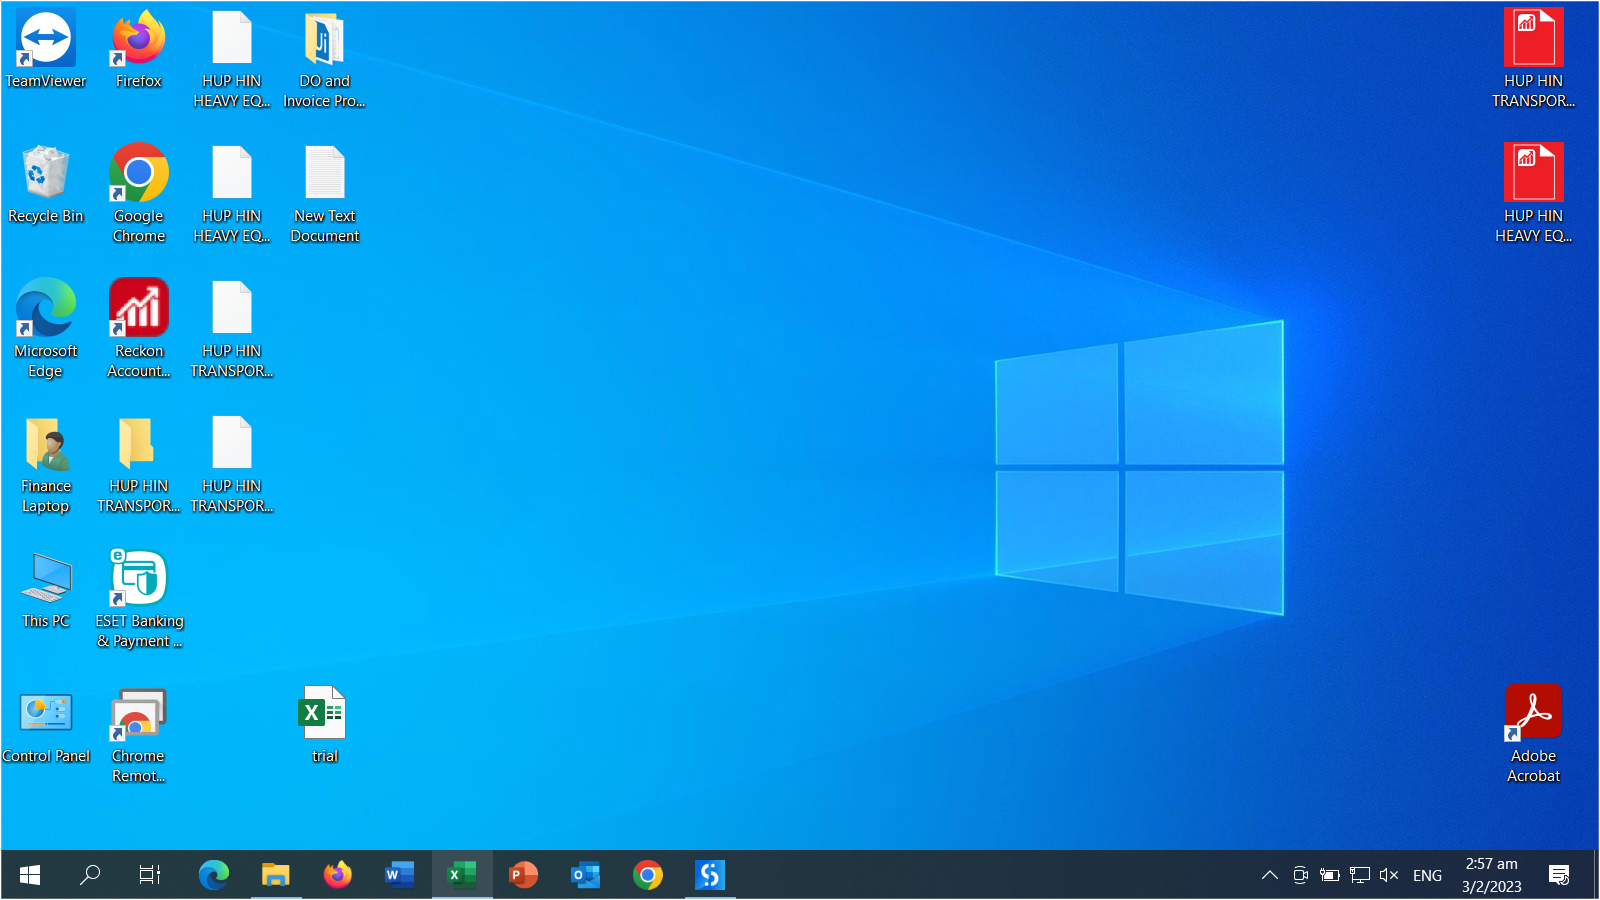 TeamViewer
Firefox
HUP HIN
HEAVY EQ...
DO and
Invoice Pro...
HUP HIN
TRANSPOR...
Recycle Bin
Google
Chrome
HUP HIN
HEAVY EQ...
New Text
Document
HUP HIN
HEAVY EQ...
Microsoft
Edge
Reckon
Account...
HUP HIN
TRANSPOR...
Finance
Laptop
HUP HIN
TRANSPOR...
HUP HIN
TRANSPOR...
This PC
ESET Banking
& Payment ...
Control Panel
Chrome
Remot...
trial
Adobe
Acrobat
ENG
2:57 am
3/2/2023